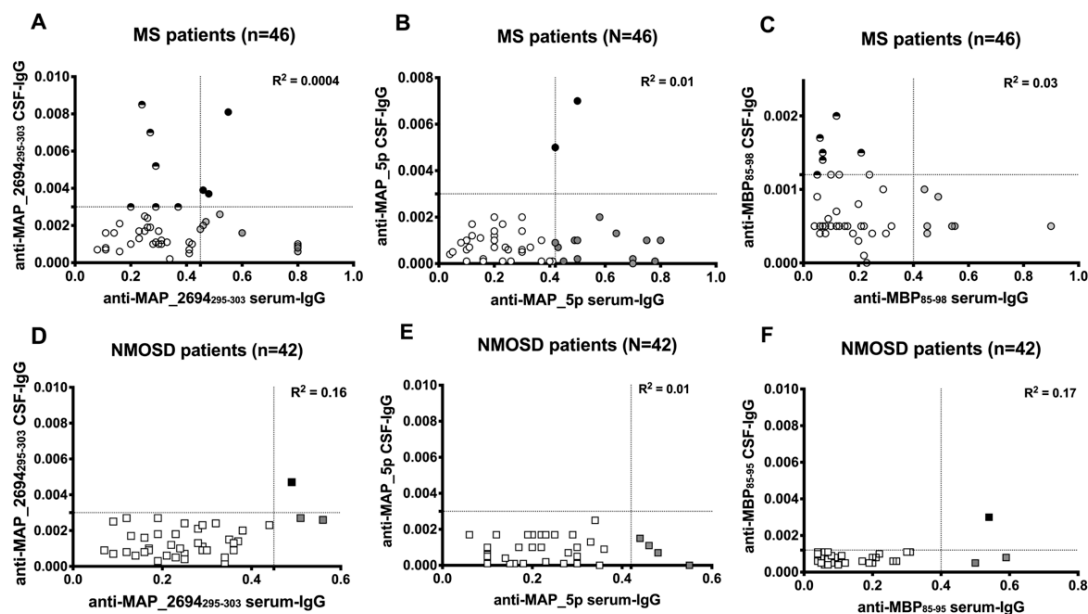 A
MS patients (n=46)
R² = 0.0004
anti-MAP_2694₂₉₅₋₃₀₃ CSF-IgG
0.010
0.008
0.006
0.004
0.002
0.000
0.0 0.2 0.4 0.6 0.8 1.0
anti-MAP_2694₂₉₅₋₃₀₃ serum-IgG
B
MS patients (N=46)
R² = 0.01
anti-MAP_5p CSF-IgG
0.008
0.006
0.004
0.002
0.000
0.0 0.2 0.4 0.6 0.8 1.0
anti-MAP_5p serum-IgG
C
MS patients (n=46)
R² = 0.03
anti-MBP₈₅₋₉₈ CSF-IgG
0.002
0.001
0.000
0.0 0.2 0.4 0.6 0.8 1.0
anti-MBP₈₅₋₉₈ serum-IgG
D
NMOSD patients (n=42)
R² = 0.16
anti-MAP_2694₂₉₅₋₃₀₃ CSF-IgG
0.010
0.008
0.006
0.004
0.002
0.000
0.0 0.2 0.4 0.6
anti-MAP_2694₂₉₅₋₃₀₃ serum-IgG
E
NMOSD patients (N=42)
R² = 0.01
anti-MAP_5p CSF-IgG
0.010
0.008
0.006
0.004
0.002
0.000
0.0 0.2 0.4 0.6
anti-MAP_5p serum-IgG
F
NMOSD patients (n=42)
R² = 0.17
anti-MBP₈₅₋₉₅ CSF-IgG
0.010
0.008
0.006
0.004
0.002
0.000
0.0 0.2 0.4 0.6 0.8
anti-MBP₈₅₋₉₅ serum-IgG